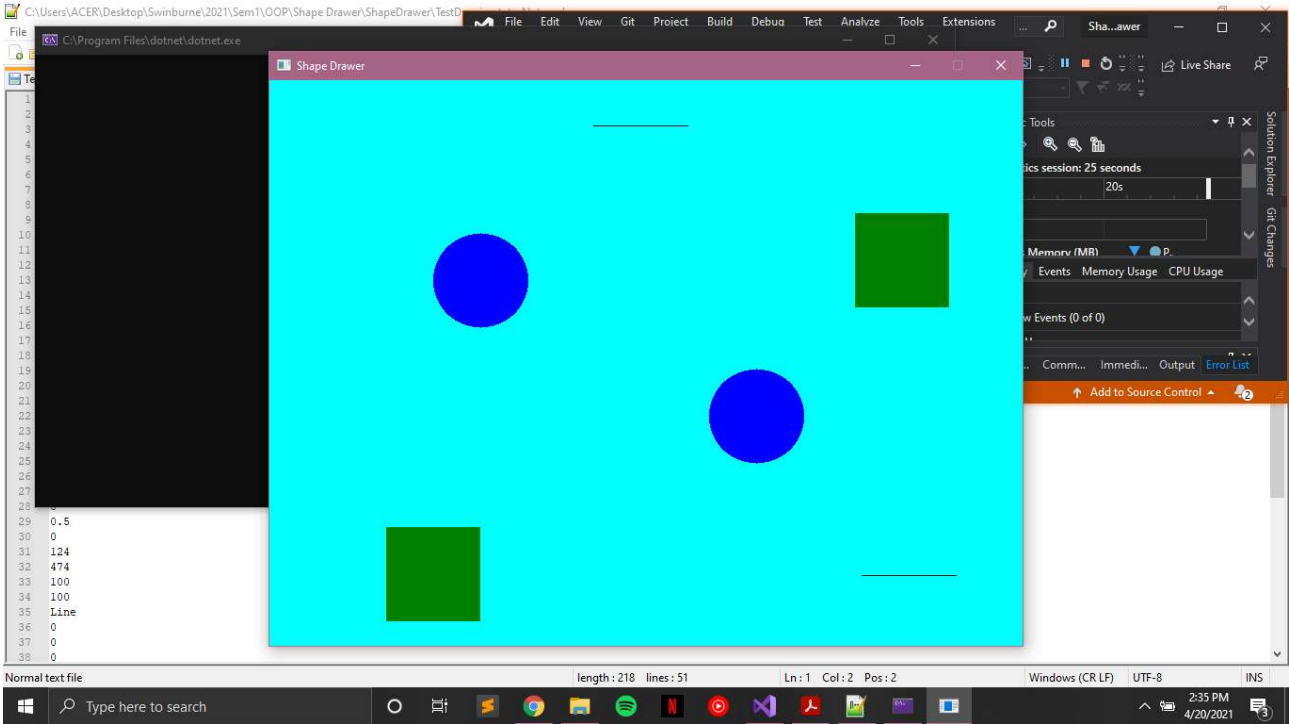 C:\Users\ACER\Desktop\Swinburne\2021\Sem1\OOP\Shape Drawer\ShapeDrawer\TestD
File Edit View Git Project Build Debug Test Analyze Tools Extensions
... Sha...awer
File
C:\Program Files\dotnet\dotnet.exe
Shape Drawer
Live Share
Te
Tools
Solution Explorer
Git Changes
tics session: 25 seconds
20s
Memory (MB) P..
Events Memory Usage CPU Usage
w Events (0 of 0)
Comm... Immedi... Output Error List
Add to Source Control 2
1
2
3
4
5
6
7
8
9
10
11
12
13
14
15
16
17
18
19
20
21
22
23
24
25
26
27
28
29 0.5
30 0
31 124
32 474
33 100
34 100
35 Line
36 0
37 0
38 0
Normal text file length : 218 lines : 51 Ln : 1 Col : 2 Pos : 2 Windows (CR LF) UTF-8 INS
Type here to search
2:35 PM
4/20/2021
3